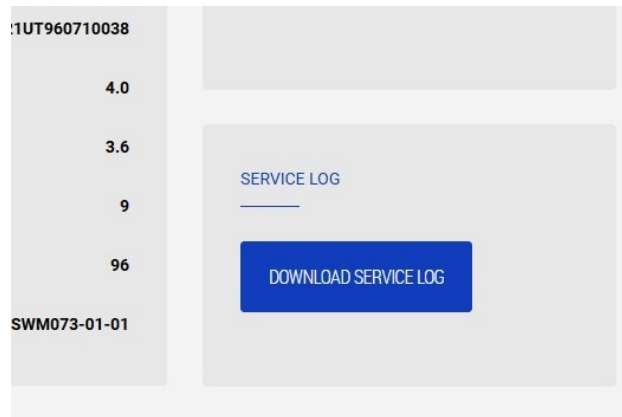 1UT960710038
4.0
3.6
9
96
SWM073-01-01
SERVICE LOG
DOWNLOAD SERVICE LOG